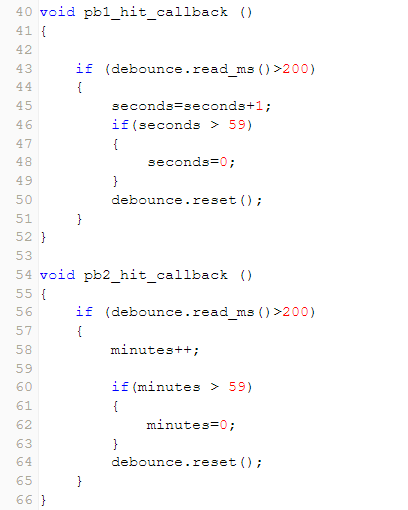 40 void pb1_hit_callback ()
41 {
42
43     if (debounce.read_ms()>200)
44     {
45         seconds=seconds+1;
46         if(seconds > 59)
47         {
48             seconds=0;
49         }
50         debounce.reset();
51     }
52 }
53
54 void pb2_hit_callback ()
55 {
56     if (debounce.read_ms()>200)
57     {
58         minutes++;
59
60         if(minutes > 59)
61         {
62             minutes=0;
63         }
64         debounce.reset();
65     }
66 }